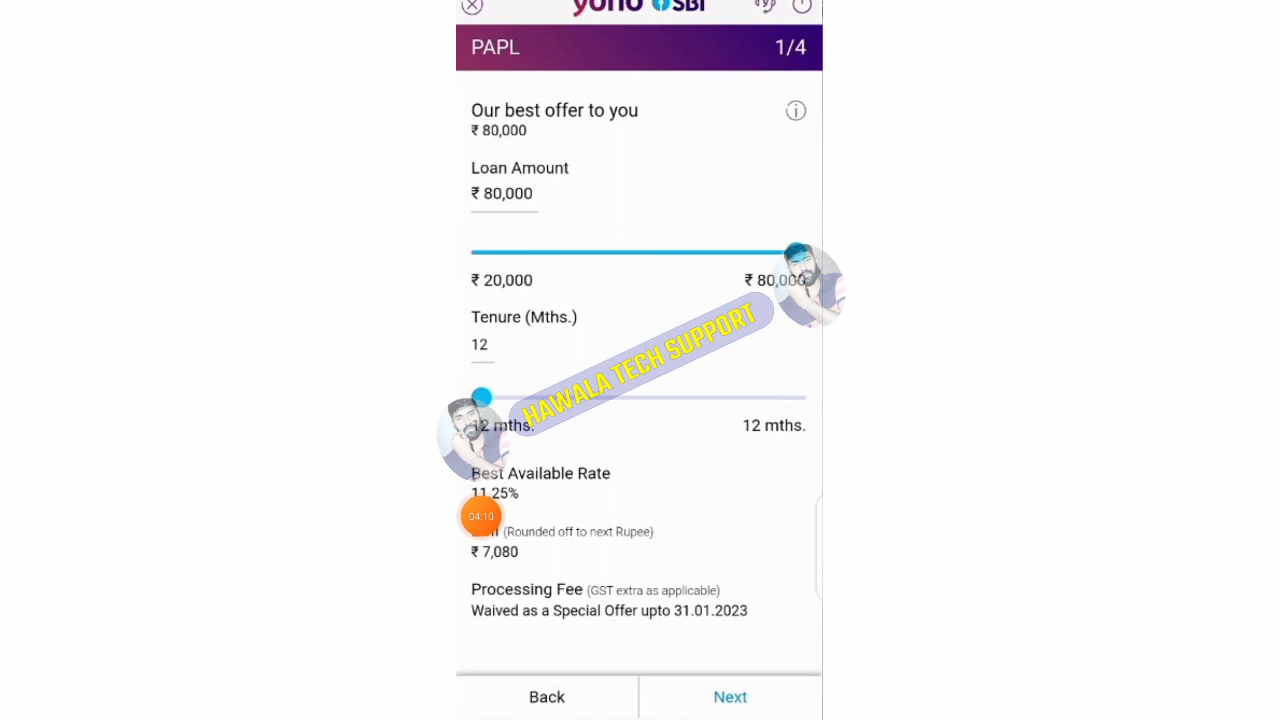 yono SBI
PAPL 1/4
Our best offer to you
₹ 80,000
Loan Amount
₹ 80,000
₹ 20,000 ₹ 80,000
Tenure (Mths.)
12
HAWALA TECH SUPPORT
12 mths. 12 mths.
Best Available Rate
11.25%
04:10
(Rounded off to next Rupee)
₹ 7,080
Processing Fee (GST extra as applicable)
Waived as a Special Offer upto 31.01.2023
Back Next